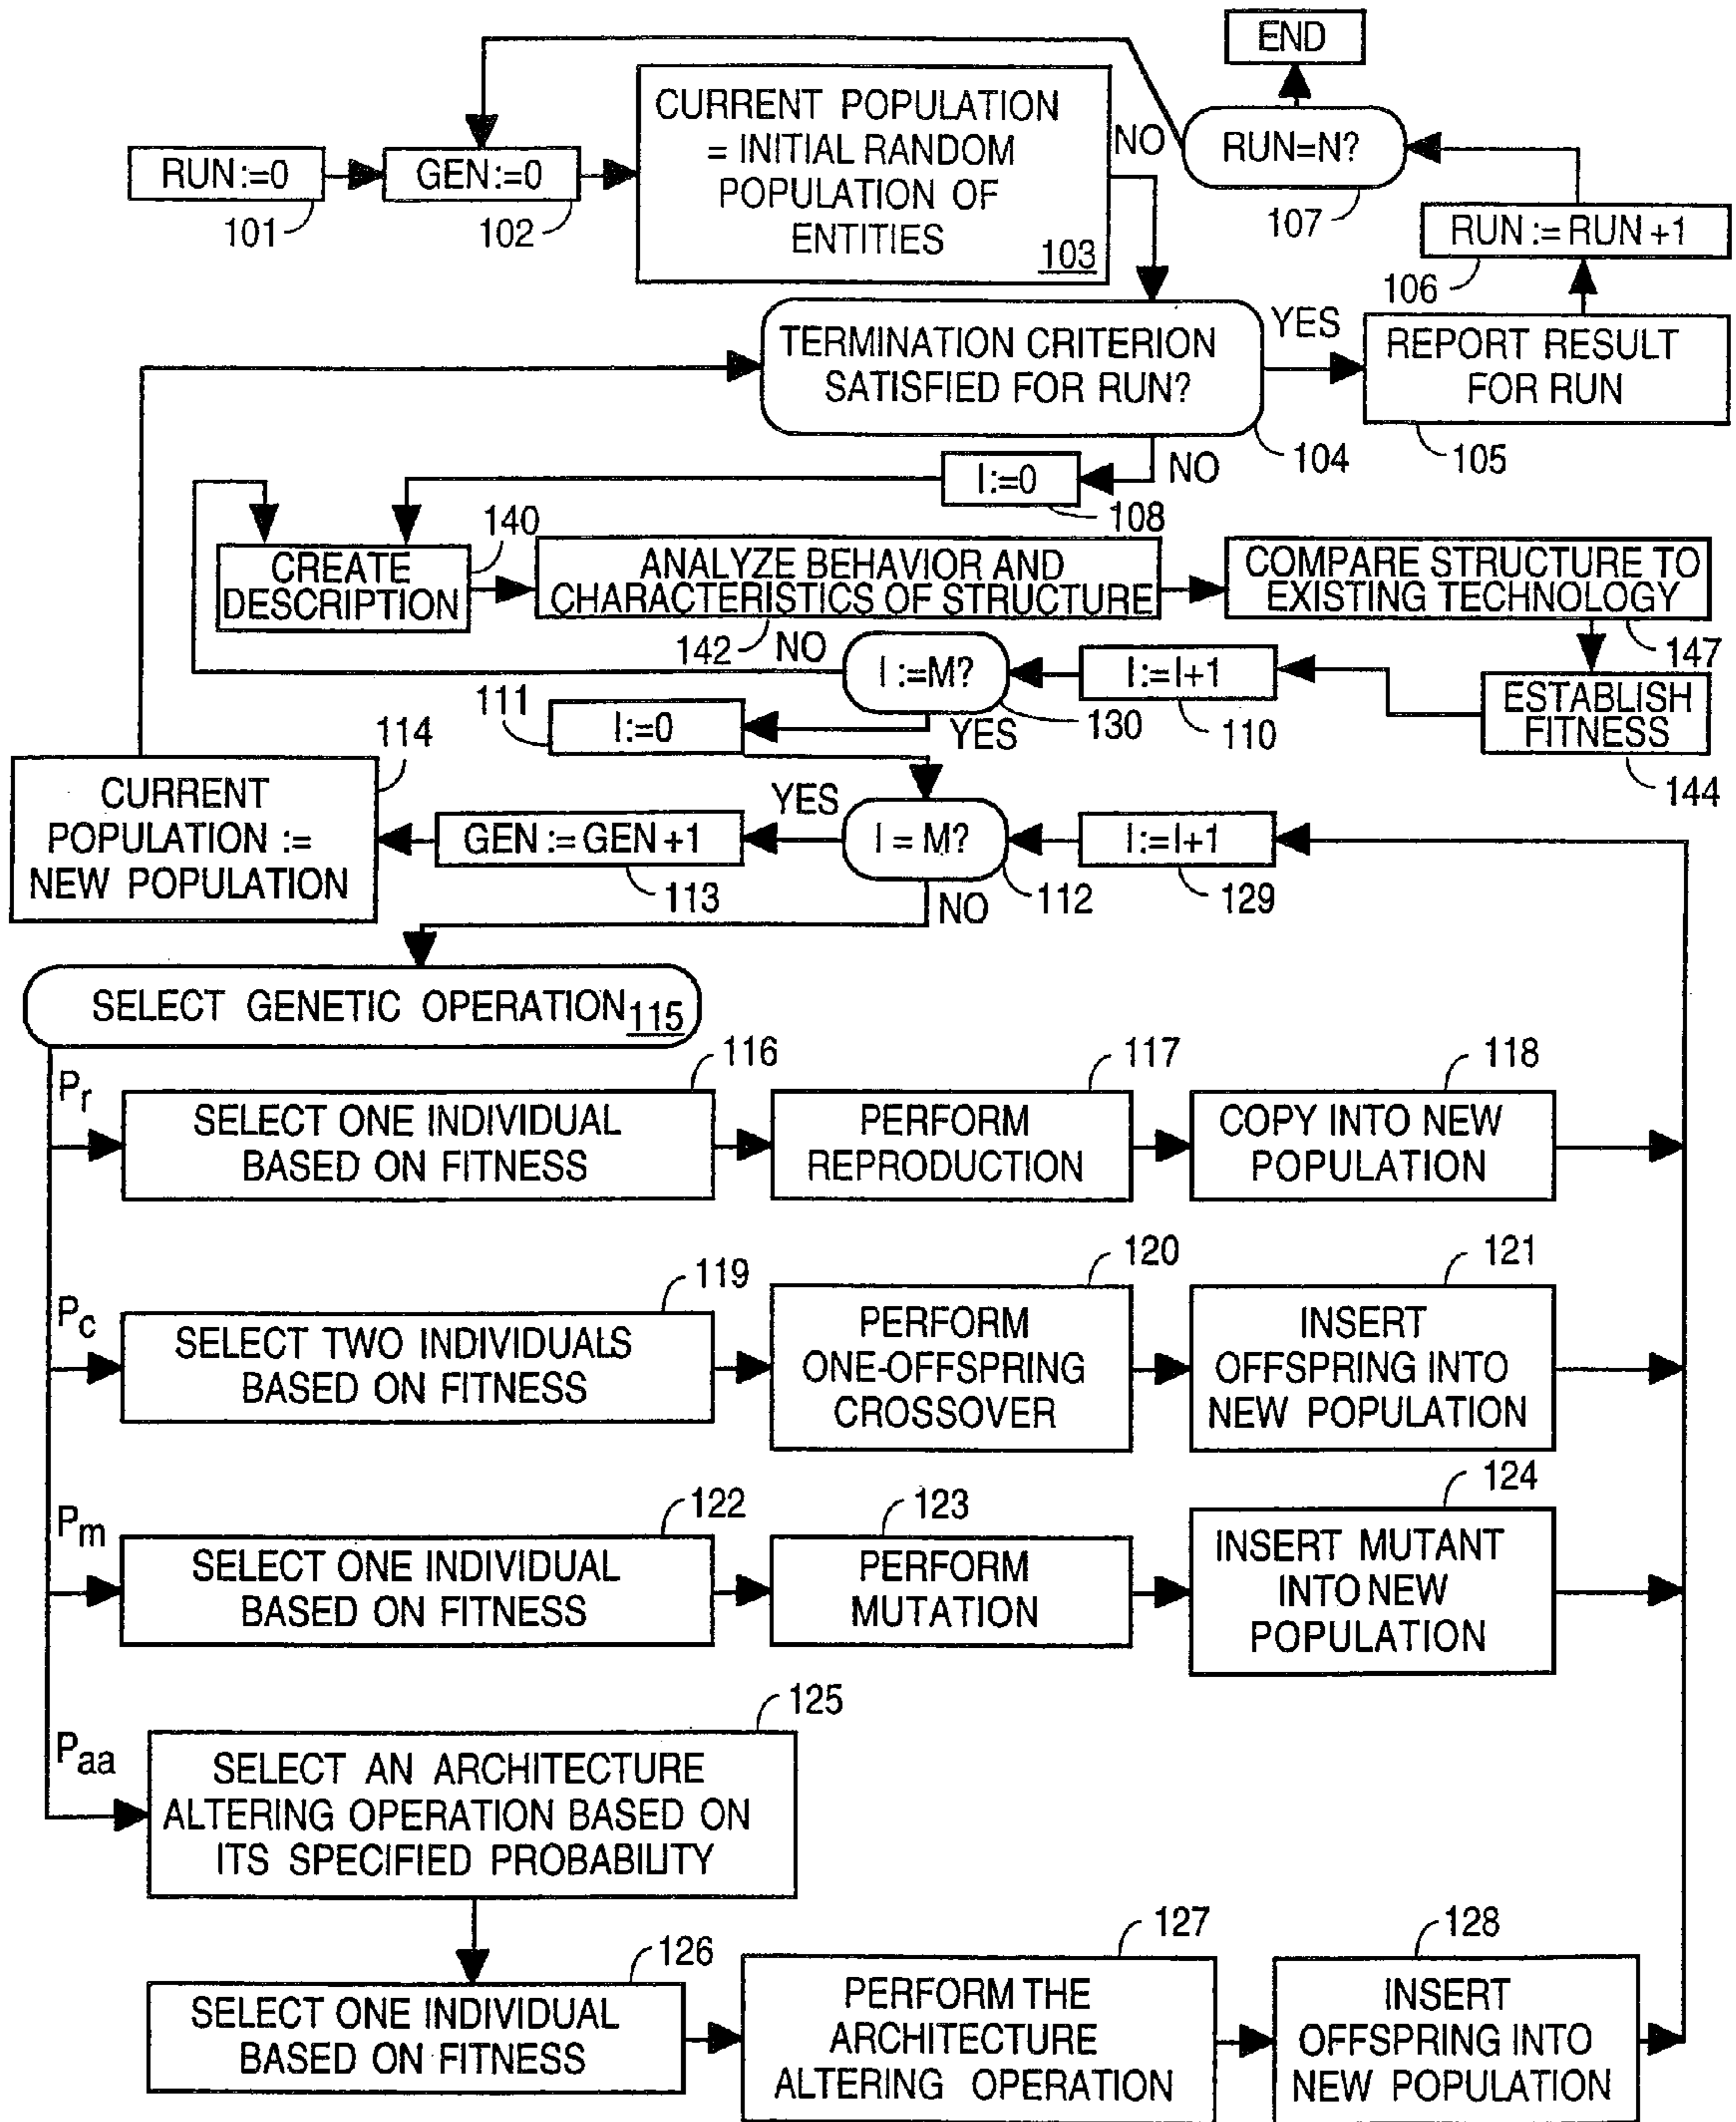 END
CURRENT POPULATION
= INITIAL RANDOM
POPULATION OF
ENTITIES
103
NO
RUN=N?
107
RUN:=0
101
GEN:=0
102
RUN := RUN +1
106
TERMINATION CRITERION
SATISFIED FOR RUN?
104
YES
REPORT RESULT
FOR RUN
105
NO
I:=0
108
CREATE
DESCRIPTION
140
ANALYZE BEHAVIOR AND
CHARACTERISTICS OF STRUCTURE
142
COMPARE STRUCTURE TO
EXISTING TECHNOLOGY
147
NO
I :=M?
130
YES
I:=I+1
110
ESTABLISH
FITNESS
144
111
I:=0
114
CURRENT
POPULATION :=
NEW POPULATION
GEN := GEN +1
113
YES
I = M?
112
NO
I:=I+1
129
SELECT GENETIC OPERATION
115
Pr
SELECT ONE INDIVIDUAL
BASED ON FITNESS
116
PERFORM
REPRODUCTION
117
COPY INTO NEW
POPULATION
118
Pc
SELECT TWO INDIVIDUALS
BASED ON FITNESS
119
PERFORM
ONE-OFFSPRING
CROSSOVER
120
INSERT
OFFSPRING INTO
NEW POPULATION
121
Pm
SELECT ONE INDIVIDUAL
BASED ON FITNESS
122
PERFORM
MUTATION
123
INSERT MUTANT
INTO NEW
POPULATION
124
Paa
SELECT AN ARCHITECTURE
ALTERING OPERATION BASED ON
ITS SPECIFIED PROBABILITY
125
SELECT ONE INDIVIDUAL
BASED ON FITNESS
126
PERFORM THE
ARCHITECTURE
ALTERING OPERATION
127
INSERT
OFFSPRING INTO
NEW POPULATION
128